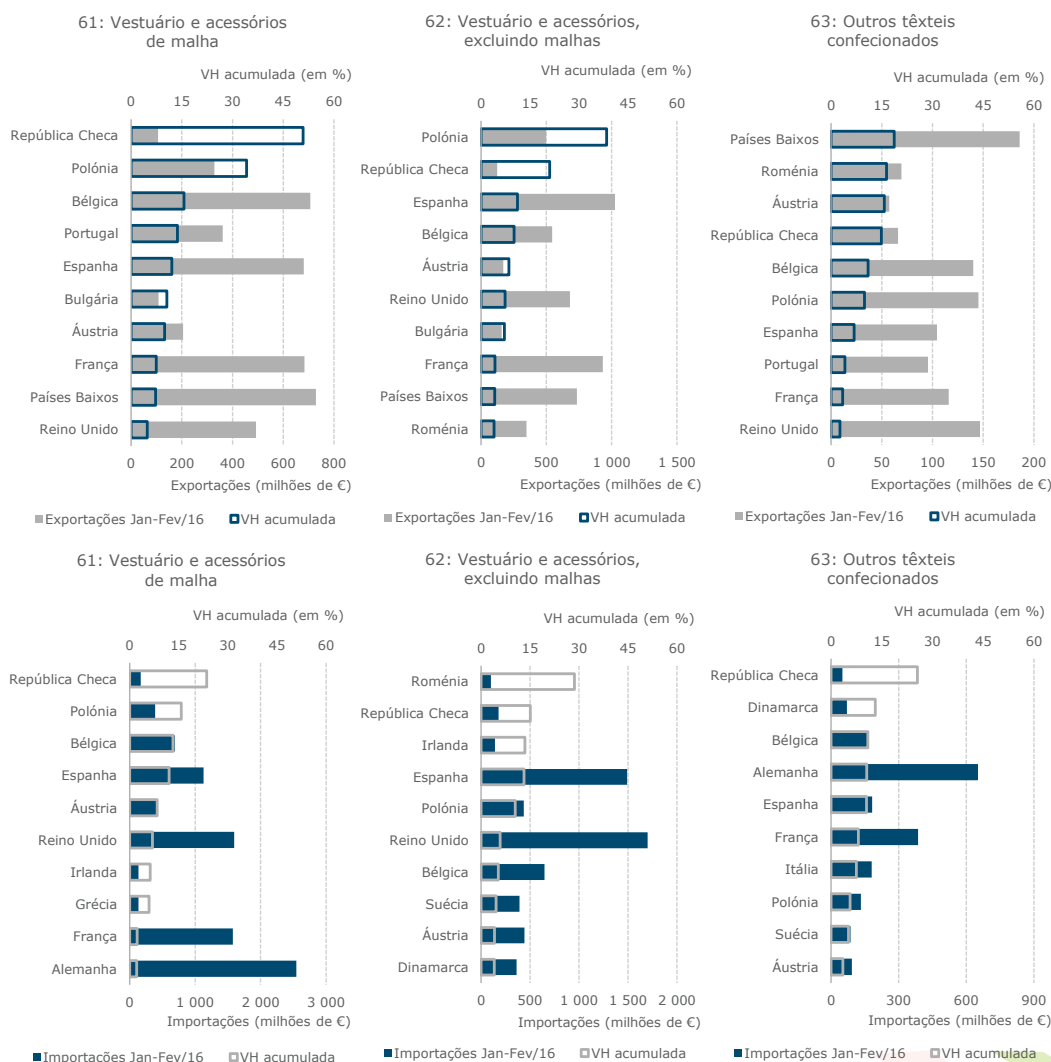 61: Vestuário e acessórios
de malha
VH acumulada (em %)
0 15 30 45 60
República Checa
Polónia
Bélgica
Portugal
Espanha
Bulgária
Áustria
França
Países Baixos
Reino Unido
0 200 400 600 800
Exportações (milhões de €)
Exportações Jan-Fev/16 VH acumulada
62: Vestuário e acessórios,
excluindo malhas
VH acumulada (em %)
0 15 30 45 60
Polónia
República Checa
Espanha
Bélgica
Áustria
Reino Unido
Bulgária
França
Países Baixos
Roménia
0 500 1 000 1 500
Exportações (milhões de €)
Exportações Jan-Fev/16 VH acumulada
63: Outros têxteis
confecionados
VH acumulada (em %)
0 15 30 45 60
Países Baixos
Roménia
Áustria
República Checa
Bélgica
Polónia
Espanha
Portugal
França
Reino Unido
0 50 100 150 200
Exportações (milhões de €)
Exportações Jan-Fev/16 VH acumulada
61: Vestuário e acessórios
de malha
VH acumulada (em %)
0 15 30 45 60
República Checa
Polónia
Bélgica
Espanha
Áustria
Reino Unido
Irlanda
Grécia
França
Alemanha
0 1 000 2 000 3 000
Importações (milhões de €)
Importações Jan-Fev/16 VH acumulada
62: Vestuário e acessórios,
excluindo malhas
VH acumulada (em %)
0 15 30 45 60
Roménia
República Checa
Irlanda
Espanha
Polónia
Reino Unido
Bélgica
Suécia
Áustria
Dinamarca
0 500 1 000 1 500 2 000
Importações (milhões de €)
Importações Jan-Fev/16 VH acumulada
63: Outros têxteis
confecionados
VH acumulada (em %)
0 15 30 45 60
República Checa
Dinamarca
Bélgica
Alemanha
Espanha
França
Itália
Polónia
Suécia
Áustria
0 300 600 900
Importações (milhões de €)
Importações Jan-Fev/16 VH acumulada